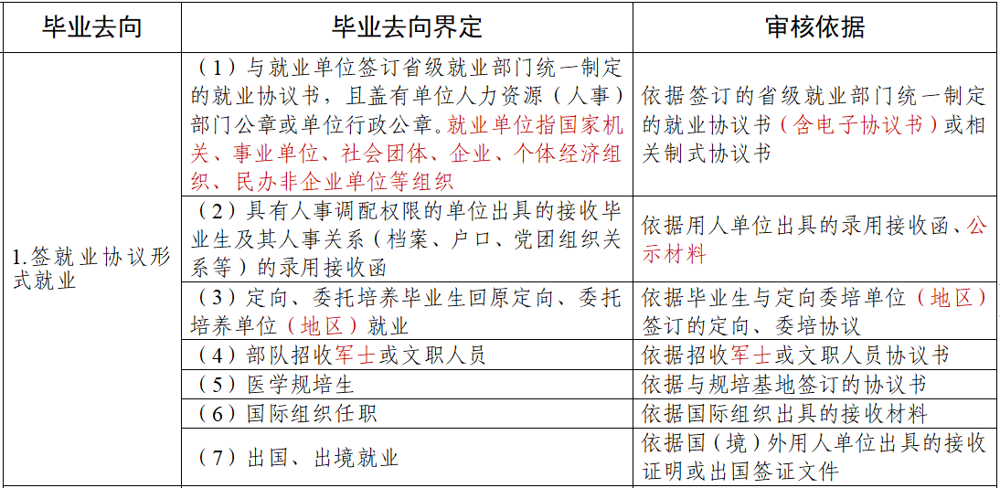 毕业去向
毕业去向界定
审核依据
1.签就业协议形
式就业
（1）与就业单位签订省级就业部门统一制定
的就业协议书，且盖有单位人力资源（人事）
部门公章或单位行政公章。就业单位指国家机
关、事业单位、社会团体、企业、个体经济组
织、民办非企业单位等组织
依据签订的省级就业部门统一制定
的就业协议书（含电子协议书）或相
关制式协议书
（2）具有人事调配权限的单位出具的接收毕
业生及其人事关系（档案、户口、党团组织关
系等）的录用接收函
依据用人单位出具的录用接收函、公
示材料
（3）定向、委托培养毕业生回原定向、委托
培养单位（地区）就业
依据毕业生与定向委培单位（地区）
签订的定向、委培协议
（4）部队招收军士或文职人员
依据招收军士或文职人员协议书
（5）医学规培生
依据与规培基地签订的协议书
（6）国际组织任职
依据国际组织出具的接收材料
（7）出国、出境就业
依据国（境）外用人单位出具的接收
证明或出国签证文件